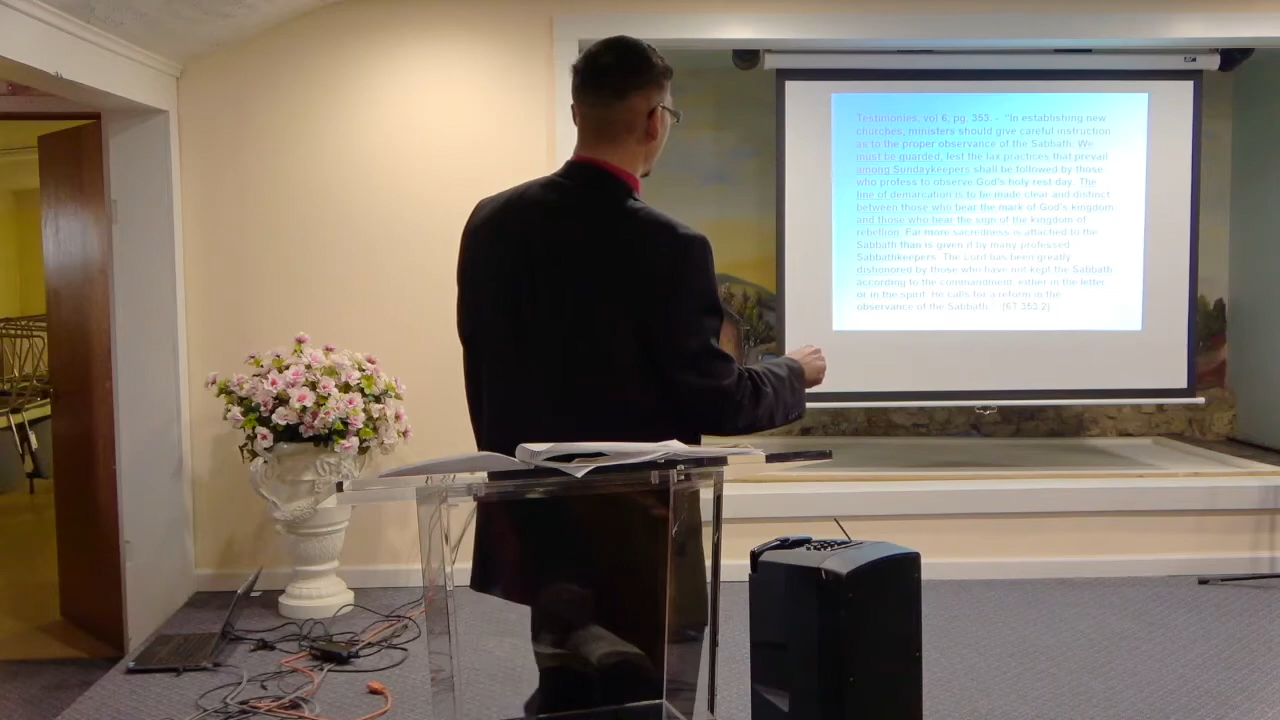 Testimonies, vol 6, pg. 353. - "In establishing new
churches, ministers should give careful instruction
as to the proper observance of the Sabbath. We
must be guarded, lest the lax practices that prevail
among Sundaykeepers shall be followed by those
who profess to observe God's holy rest day. The
line of demarcation is to be made clear and distinct
between those who bear the mark of God's kingdom
and those who bear the sign of the kingdom of
rebellion. Far more sacredness is attached to the
Sabbath than is given it by many professed
Sabbathkeepers. The Lord has been greatly
dishonored by those who have not kept the Sabbath
according to the commandment, either in the letter
or in the spirit. He calls for a reform in the
observance of the Sabbath. {6T 353.2}